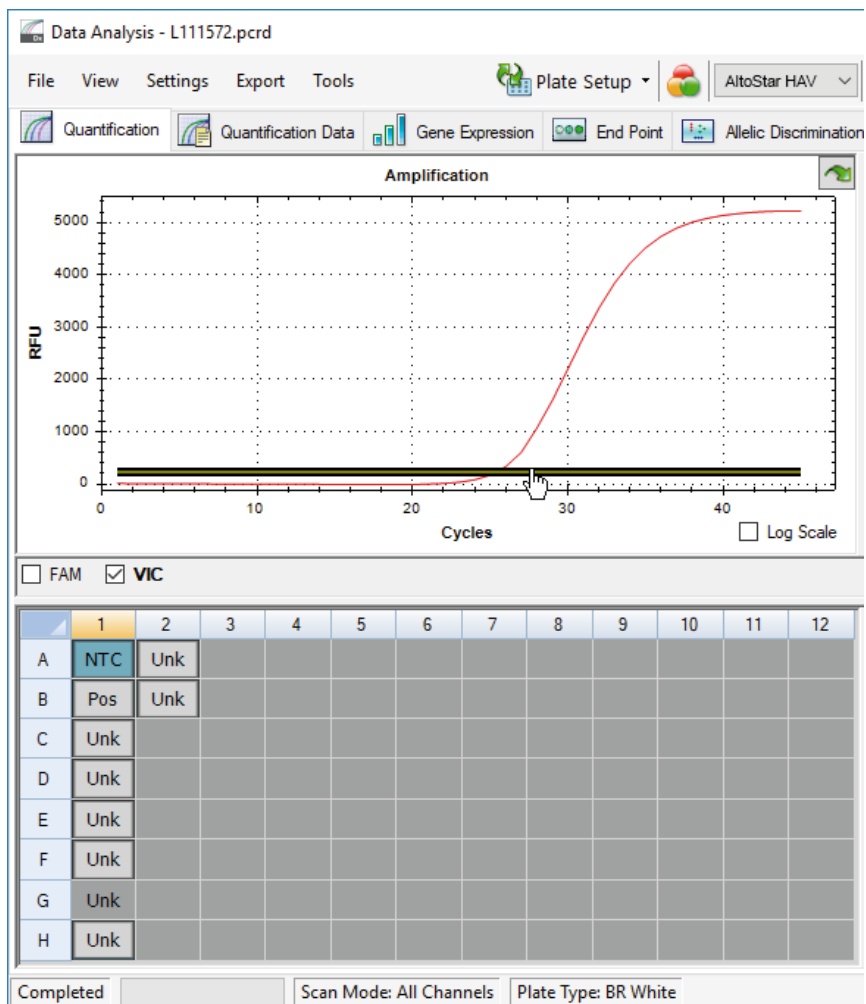 Data Analysis - L111572.pcrd
File View Settings Export Tools Plate Setup AltoStar HAV
Quantification Quantification Data Gene Expression End Point Allelic Discrimination
Amplification
5000
4000
3000
2000
1000
0
RFU
0 10 20 30 40
Cycles
Log Scale
FAM VIC
1 2 3 4 5 6 7 8 9 10 11 12
A NTC Unk
B Pos Unk
C Unk
D Unk
E Unk
F Unk
G Unk
H Unk
Completed Scan Mode: All Channels Plate Type: BR White